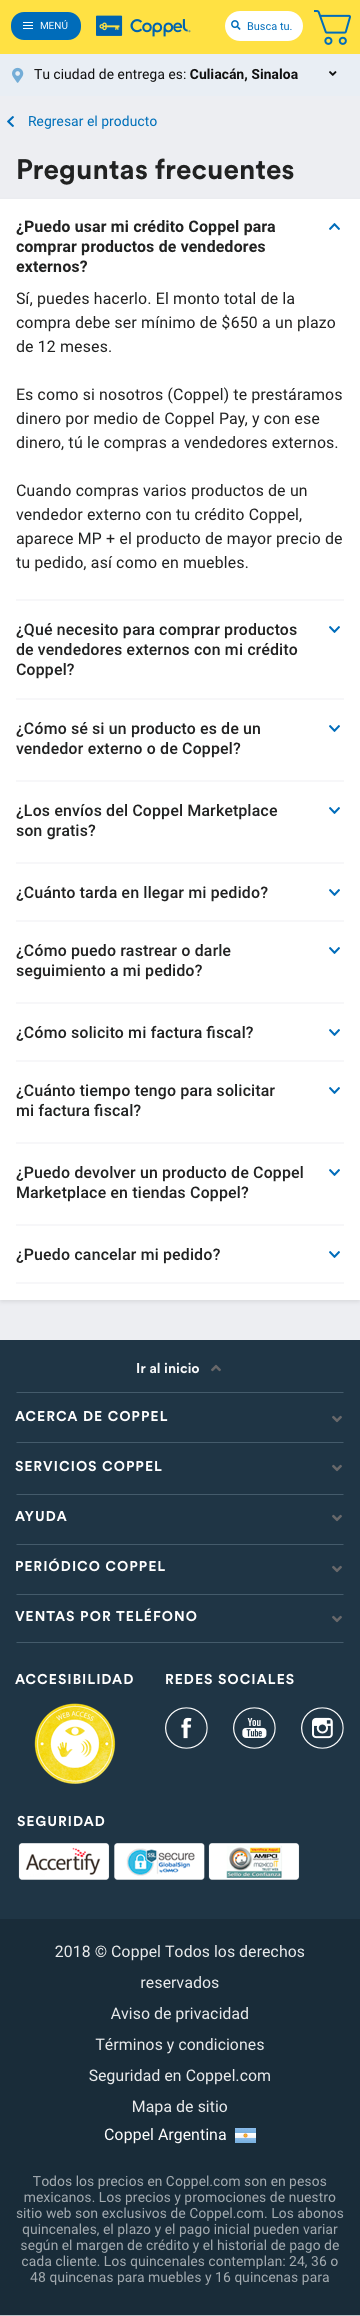 MENÚ
Coppel.
Busca tu.
Tu ciudad de entrega es: Culiacán, Sinaloa
Regresar el producto
Preguntas frecuentes
¿Puedo usar mi crédito Coppel para
comprar productos de vendedores
externos?
Sí, puedes hacerlo. El monto total de la
compra debe ser mínimo de $650 a un plazo
de 12 meses.
Es como si nosotros (Coppel) te prestáramos
dinero por medio de Coppel Pay, y con ese
dinero, tú le compras a vendedores externos.
Cuando compras varios productos de un
vendedor externo con tu crédito Coppel,
aparece MP + el producto de mayor precio de
tu pedido, así como en muebles.
¿Qué necesito para comprar productos
de vendedores externos con mi crédito
Coppel?
¿Cómo sé si un producto es de un
vendedor externo o de Coppel?
¿Los envíos del Coppel Marketplace
son gratis?
¿Cuánto tarda en llegar mi pedido?
¿Cómo puedo rastrear o darle
seguimiento a mi pedido?
¿Cómo solicito mi factura fiscal?
¿Cuánto tiempo tengo para solicitar
mi factura fiscal?
¿Puedo devolver un producto de Coppel
Marketplace en tiendas Coppel?
¿Puedo cancelar mi pedido?
Ir al inicio
ACERCA DE COPPEL
SERVICIOS COPPEL
AYUDA
PERIÓDICO COPPEL
VENTAS POR TELÉFONO
ACCESIBILIDAD
REDES SOCIALES
WEB ACCESS
You
Tube
SEGURIDAD
Accertify
SSL secure
GlobalSign
by GMO
AMIPCI
MEXICO IT
Sello de Confianza
2018 © Coppel Todos los derechos
reservados
Aviso de privacidad
Términos y condiciones
Seguridad en Coppel.com
Mapa de sitio
Coppel Argentina
Todos los precios en Coppel.com son en pesos
mexicanos. Los precios y promociones de nuestro
sitio web son exclusivos de Coppel.com. Los abonos
quincenales, el plazo y el pago inicial pueden variar
según el margen de crédito y el historial de pago de
cada cliente. Los quincenales contemplan: 24, 36 o
48 quincenas para muebles y 16 quincenas para